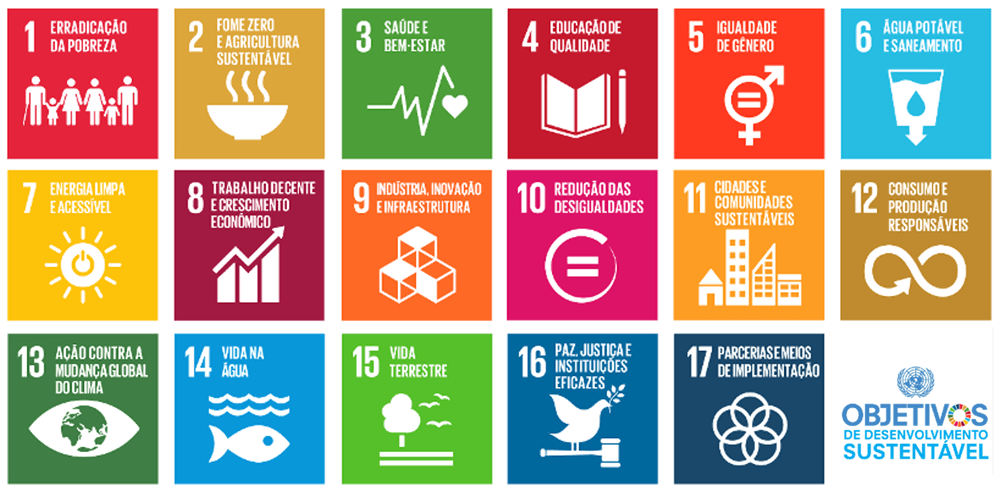 1 ERRADICAÇÃO
DA POBREZA
2 FOME ZERO
E AGRICULTURA
SUSTENTÁVEL
3 SAÚDE E
BEM-ESTAR
4 EDUCAÇÃO DE
QUALIDADE
5 IGUALDADE
DE GÊNERO
6 ÁGUA POTÁVEL
E SANEAMENTO
7 ENERGIA LIMPA
E ACESSÍVEL
8 TRABALHO DECENTE
E CRESCIMENTO
ECONÔMICO
9 INDÚSTRIA, INOVAÇÃO
E INFRAESTRUTURA
10 REDUÇÃO DAS
DESIGUALDADES
11 CIDADES E
COMUNIDADES
SUSTENTÁVEIS
12 CONSUMO E
PRODUÇÃO
RESPONSÁVEIS
13 AÇÃO CONTRA A
MUDANÇA GLOBAL
DO CLIMA
14 VIDA NA
ÁGUA
15 VIDA
TERRESTRE
16 PAZ, JUSTIÇA E
INSTITUIÇÕES
EFICAZES
17 PARCERIAS E MEIOS
DE IMPLEMENTAÇÃO
OBJETIVOS
DE DESENVOLVIMENTO
SUSTENTÁVEL